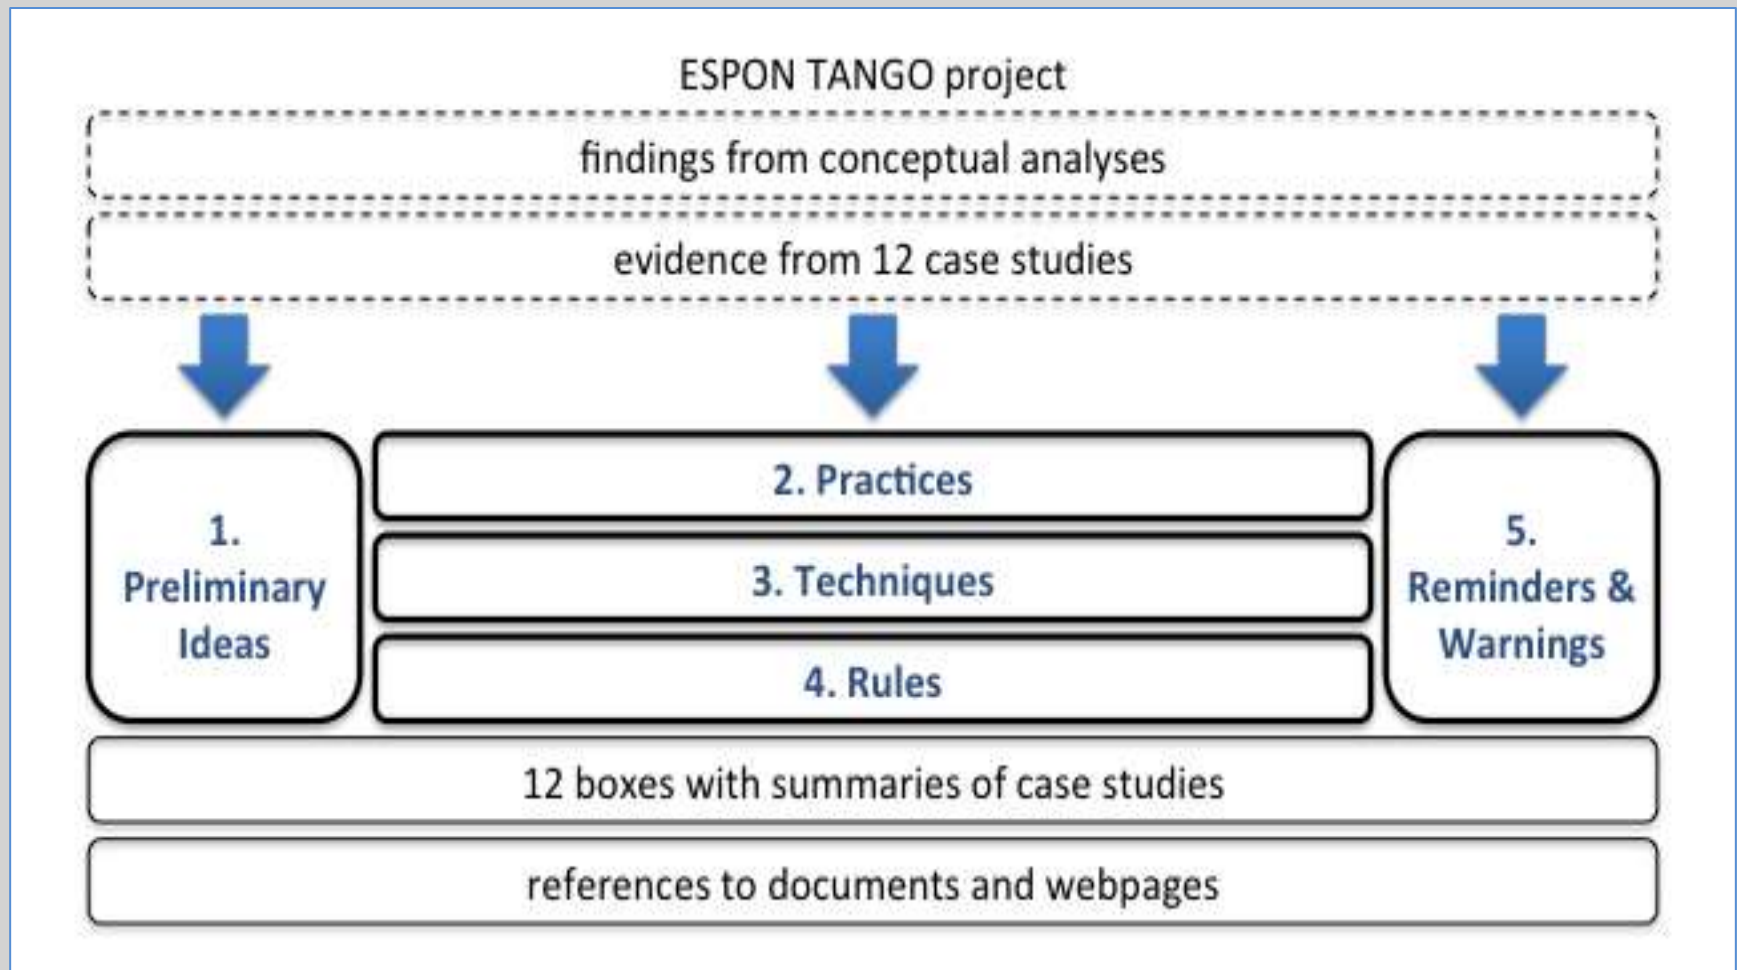 ESPON TANGO project
findings from conceptual analyses
evidence from 12 case studies
1.
Preliminary
Ideas
2. Practices
3. Techniques
4. Rules
5.
Reminders &
Warnings
12 boxes with summaries of case studies
references to documents and webpages